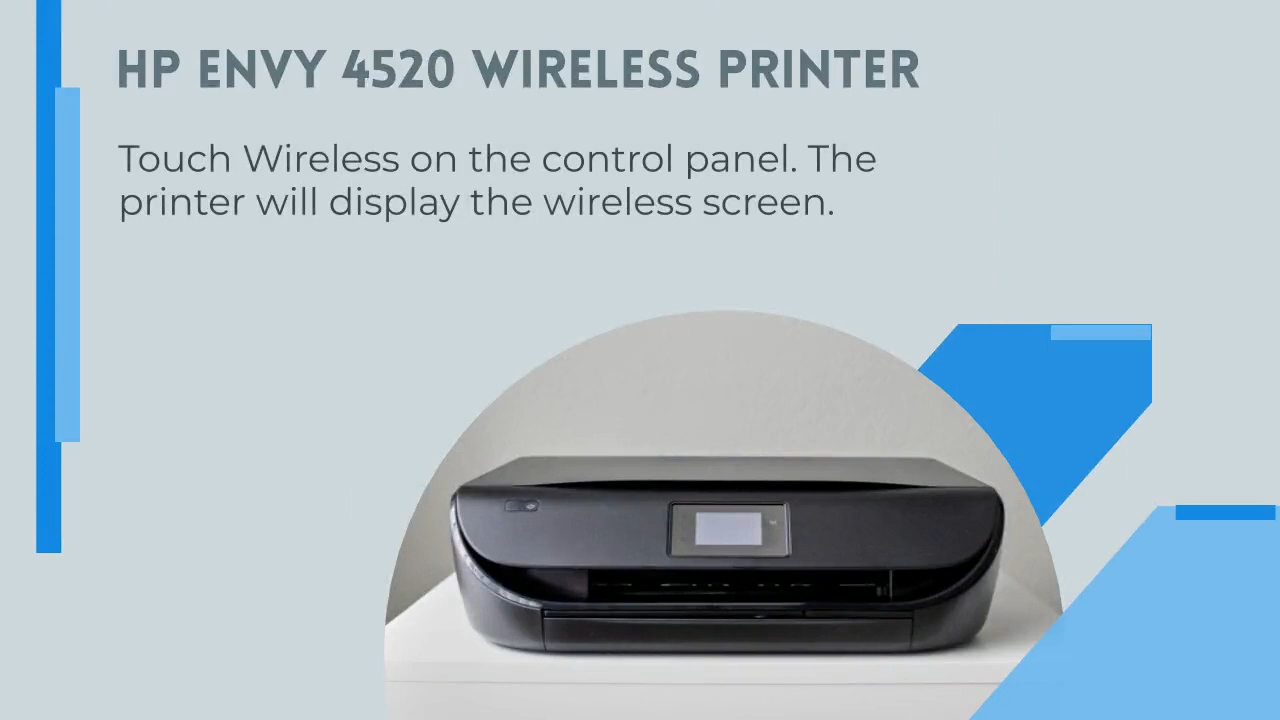 HP ENVY 4520 WIRELESS PRINTER
Touch Wireless on the control panel. The
printer will display the wireless screen.